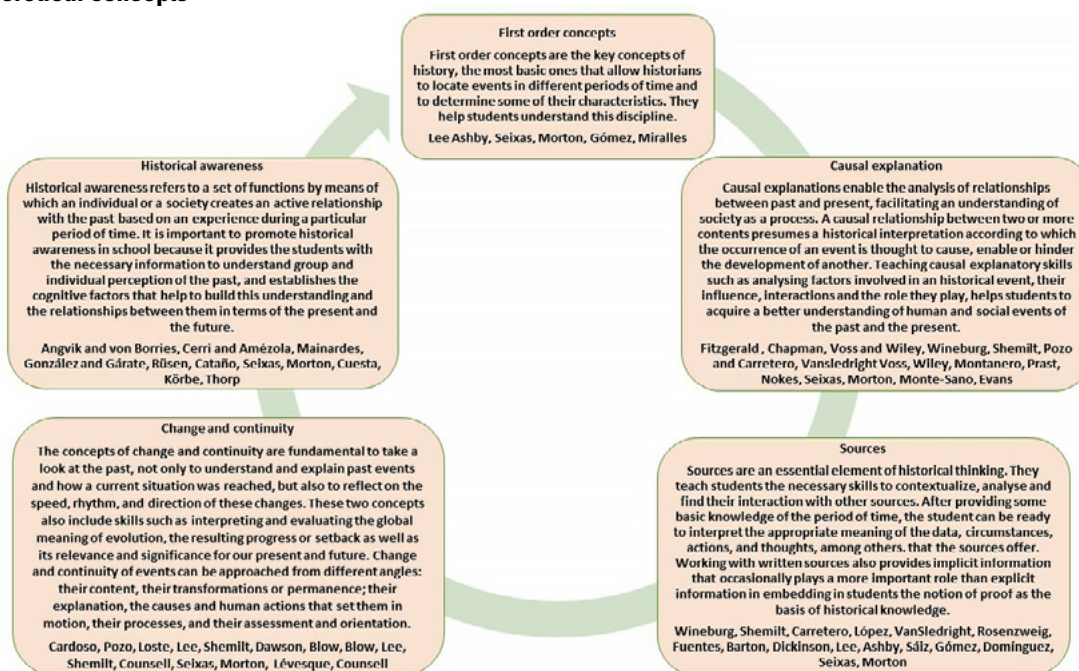 First order concepts
First order concepts are the key concepts of
history, the most basic ones that allow historians
to locate events in different periods of time and
to determine some of their characteristics. They
help students understand this discipline.
Lee Ashby, Seixas, Morton, Gómez, Miralles
Causal explanation
Causal explanations enable the analysis of relationships
between past and present, facilitating an understanding of
society as a process. A causal relationship between two or more
contents presumes a historical interpretation according to which
the occurrence of an event is thought to cause, enable or hinder
the development of another. Teaching causal explanatory skills
such as analysing factors involved in an historical event, their
influence, interactions and the role they play, helps students to
acquire a better understanding of human and social events of
the past and the present.
Fitzgerald , Chapman, Voss and Wiley, Wineburg, Shemilt, Pozo
and Carretero, Vansledright Voss, Wiley, Montanero, Prast,
Nokes, Seixas, Morton, Monte-Sano, Evans
Sources
Sources are an essential element of historical thinking. They
teach students the necessary skills to contextualize, analyse and
find their interaction with other sources. After providing some
basic knowledge of the period of time, the student can be ready
to interpret the appropriate meaning of the data, circumstances,
actions, and thoughts, among others. that the sources offer.
Working with written sources also provides implicit information
that occasionally plays a more important role than explicit
information in embedding in students the notion of proof as the
basis of historical knowledge.
Wineburg, Shemilt, Carretero, López, VanSledright, Rosenzweig,
Fuentes, Barton, Dickinson, Lee, Ashby, Sáiz, Gómez, Domínguez,
Seixas, Morton
Change and continuity
The concepts of change and continuity are fundamental to take a
look at the past, not only to understand and explain past events
and how a current situation was reached, but also to reflect on the
speed, rhythm, and direction of these changes. These two concepts
also include skills such as interpreting and evaluating the global
meaning of evolution, the resulting progress or setback as well as
its relevance and significance for our present and future. Change
and continuity of events can be approached from different angles:
their content, their transformations or permanence; their
explanation, the causes and human actions that set them in
motion, their processes, and their assessment and orientation.
Cardoso, Pozo, Loste, Lee, Shemilt, Dawson, Blow, Blow, Lee,
Shemilt, Counsell, Seixas, Morton, Lévesque, Counsell
Historical awareness
Historical awareness refers to a set of functions by means of
which an individual or a society creates an active relationship
with the past based on an experience during a particular
period of time. It is important to promote historical
awareness in school because it provides the students with
the necessary information to understand group and
individual perception of the past, and establishes the
cognitive factors that help to build this understanding and
the relationships between them in terms of the present and
the future.
Angvik and von Borries, Cerri and Amézola, Mainardes,
González and Gárate, Rüsen, Cataño, Seixas, Morton, Cuesta,
Körbe, Thorp